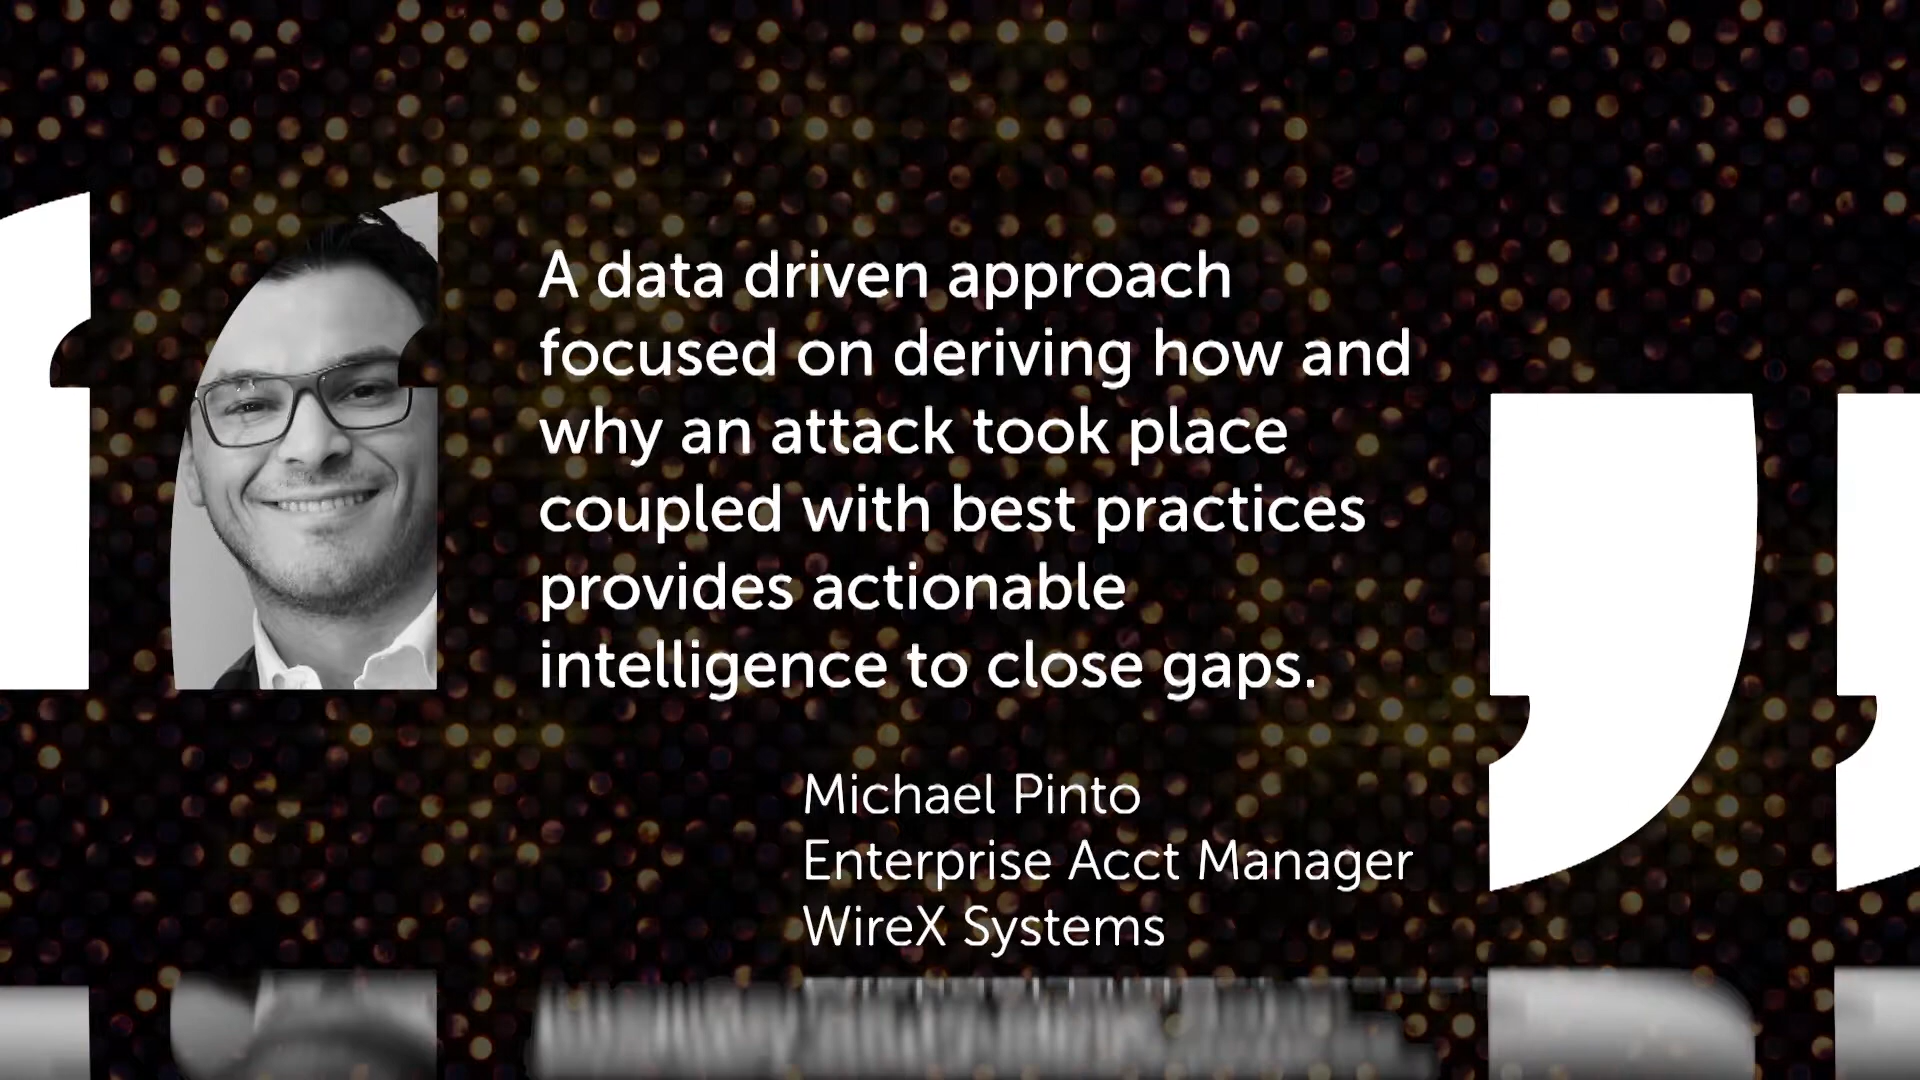 A data driven approach
focused on deriving how and
why an attack took place
coupled with best practices
provides actionable
intelligence to close gaps.
Michael Pinto
Enterprise Acct Manager
WireX Systems